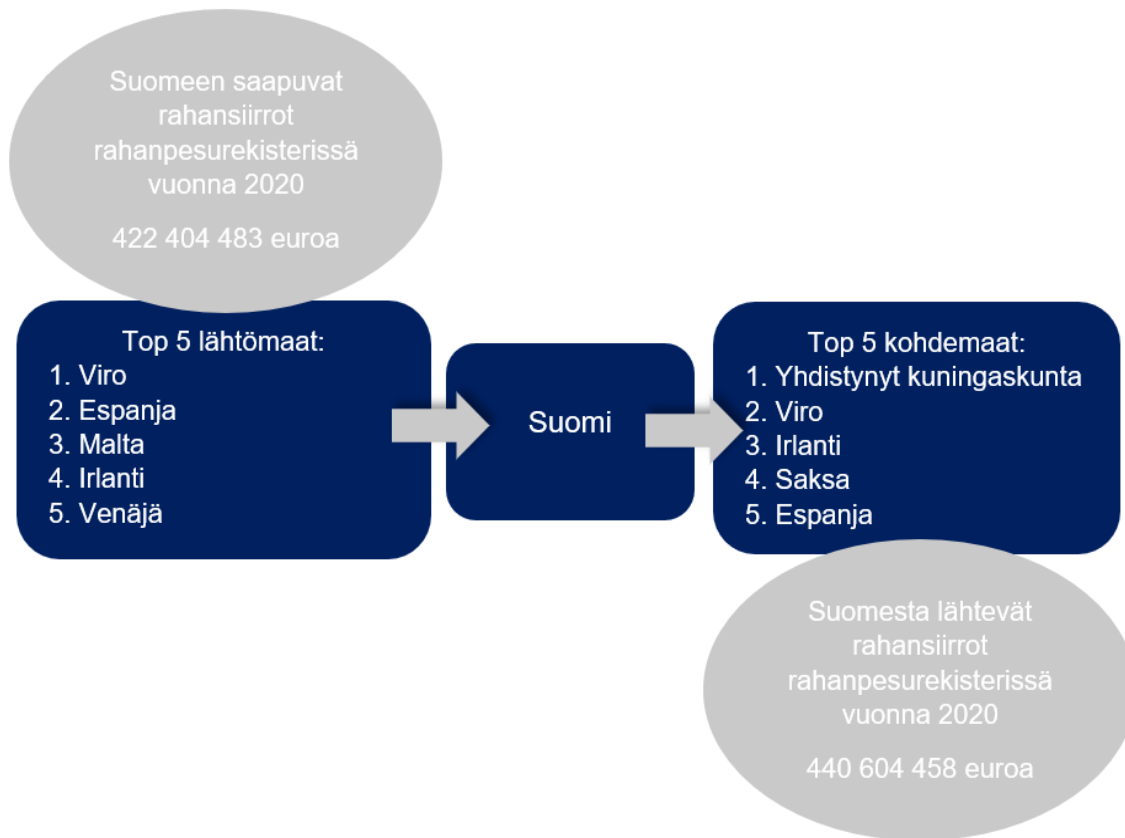 Suomeen saapuvat
rahansiirrot
rahanpesurekisterissä
vuonna 2020
422 404 483 euroa
Top 5 lähtömaat:
1. Viro
2. Espanja
3. Malta
4. Irlanti
5. Venäjä
Suomi
Top 5 kohdemaat:
1. Yhdistynyt kuningaskunta
2. Viro
3. Irlanti
4. Saksa
5. Espanja
Suomesta lähtevät
rahansiirrot
rahanpesurekisterissä
vuonna 2020
440 604 458 euroa